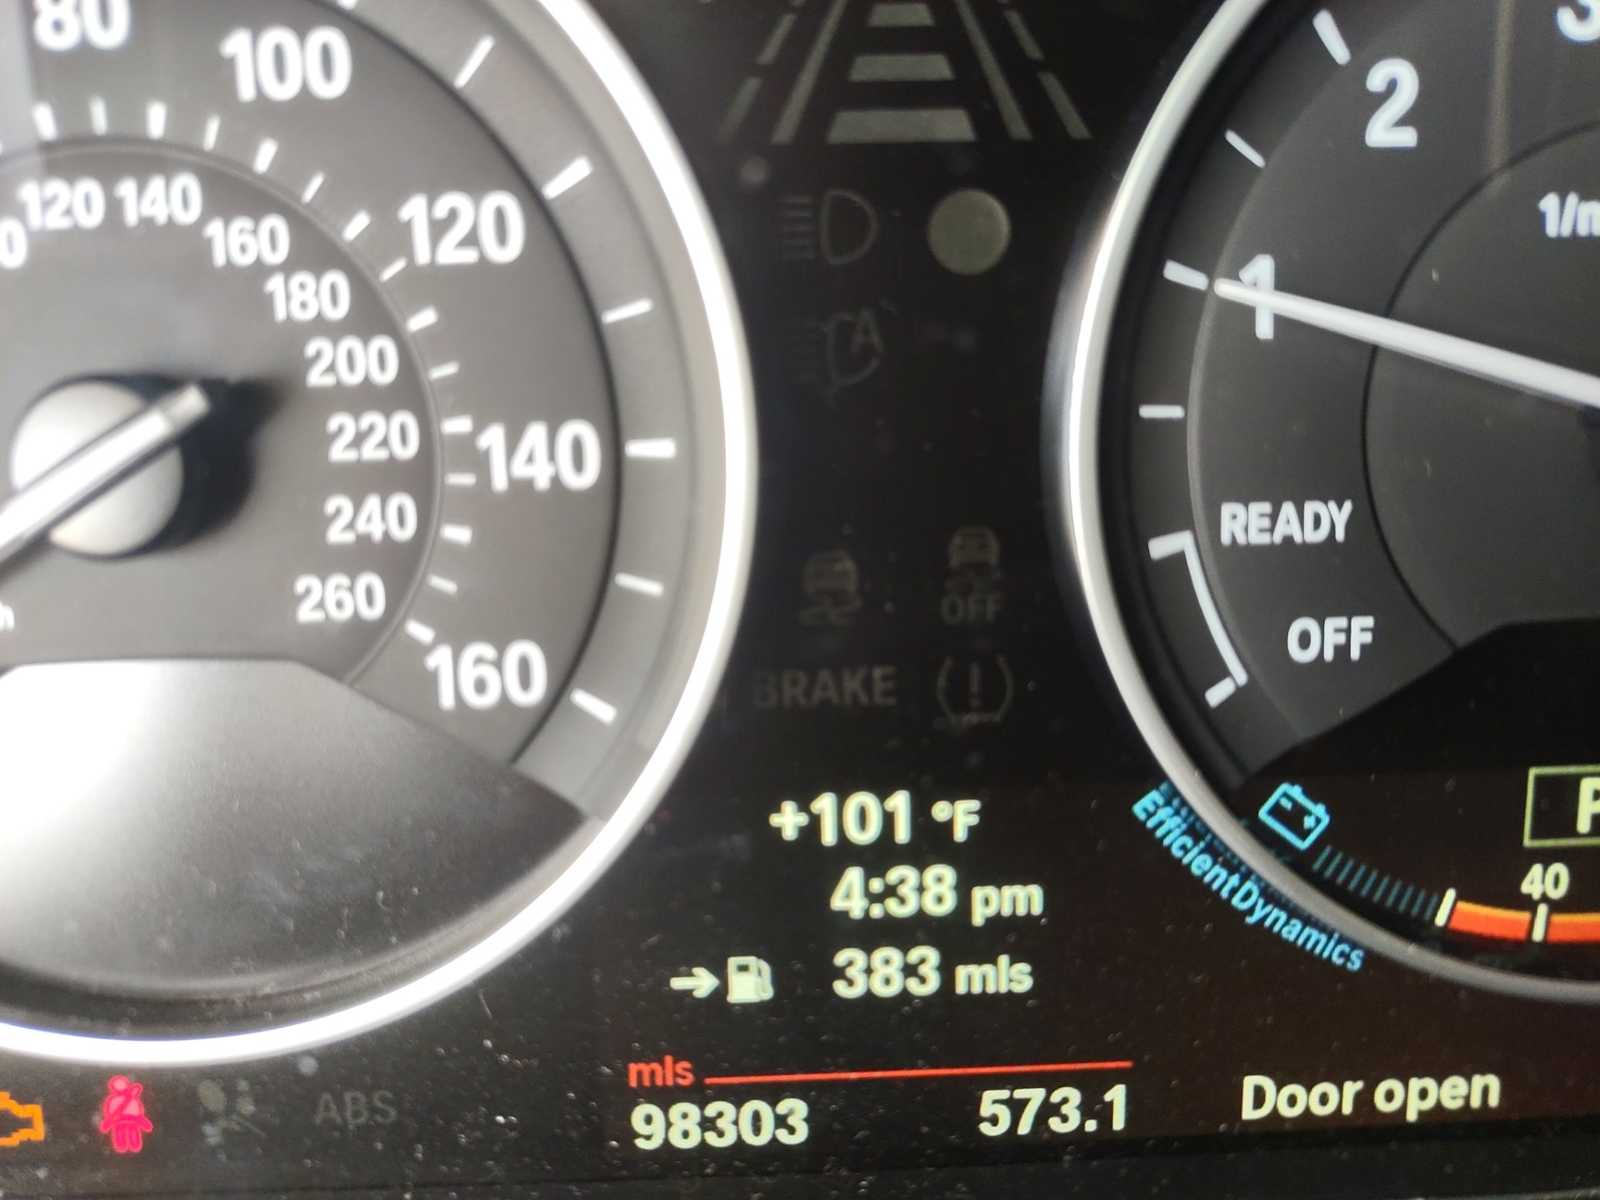 80
100
120
140
160
120 140
160
180
200
220
240
260
2
1
READY
OFF
A
OFF
BRAKE
+101 °F
4:38 pm
383 mls
EfficientDynamics
40
mls
98303 573.1
Door open
ABS